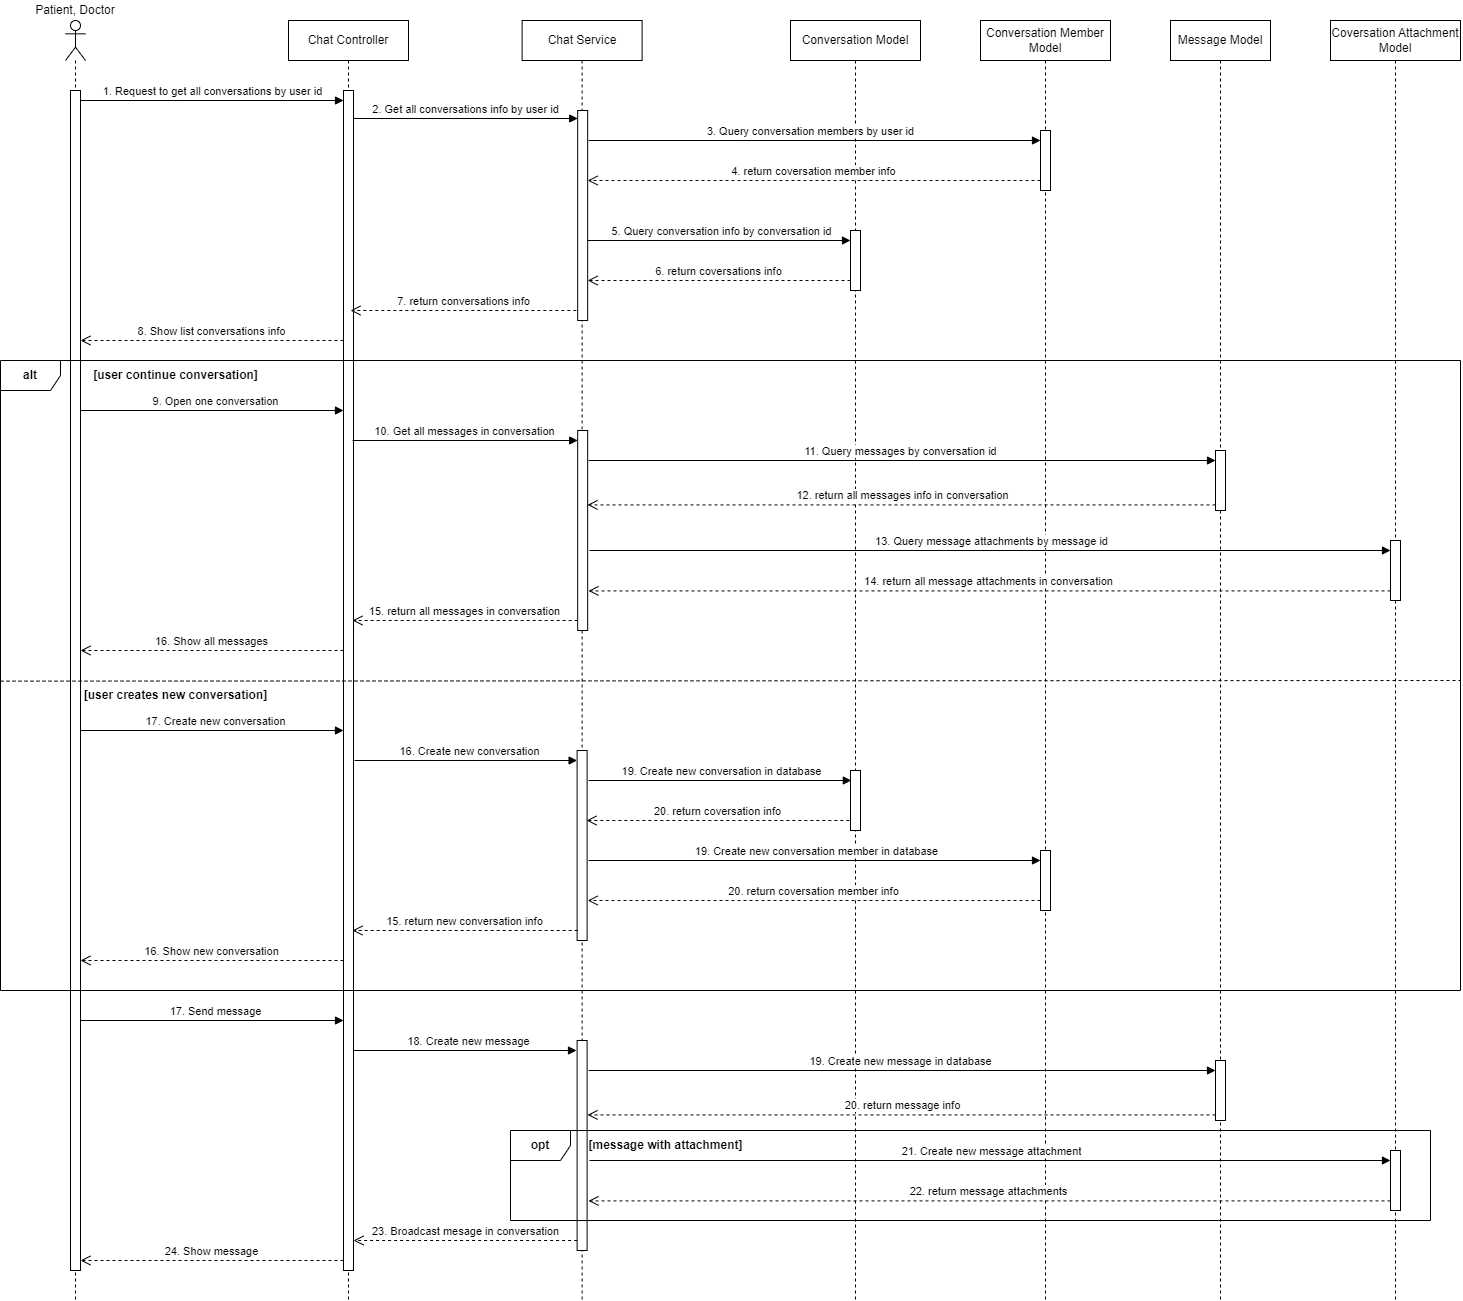 Patient, Doctor
Chat Controller
Chat Service
Conversation Model
Conversation Member
Model
Message Model
Coversation Attachment
Model
1. Request to get all conversations by user id
2. Get all conversations info by user id
3. Query conversation members by user id
4. return coversation member info
5. Query conversation info by conversation id
6. return coversations info
7. return conversations info
8. Show list conversations info
alt
[user continue conversation]
9. Open one conversation
10. Get all messages in conversation
11. Query messages by conversation id
12. return all messages info in conversation
13. Query message attachments by message id
14. return all message attachments in conversation
15. return all messages in conversation
16. Show all messages
[user creates new conversation]
17. Create new conversation
16. Create new conversation
19. Create new conversation in database
20. return coversation info
19. Create new conversation member in database
20. return coversation member info
15. return new conversation info
16. Show new conversation
17. Send message
18. Create new message
19. Create new message in database
20. return message info
opt
[message with attachment]
21. Create new message attachment
22. return message attachments
23. Broadcast mesage in conversation
24. Show message